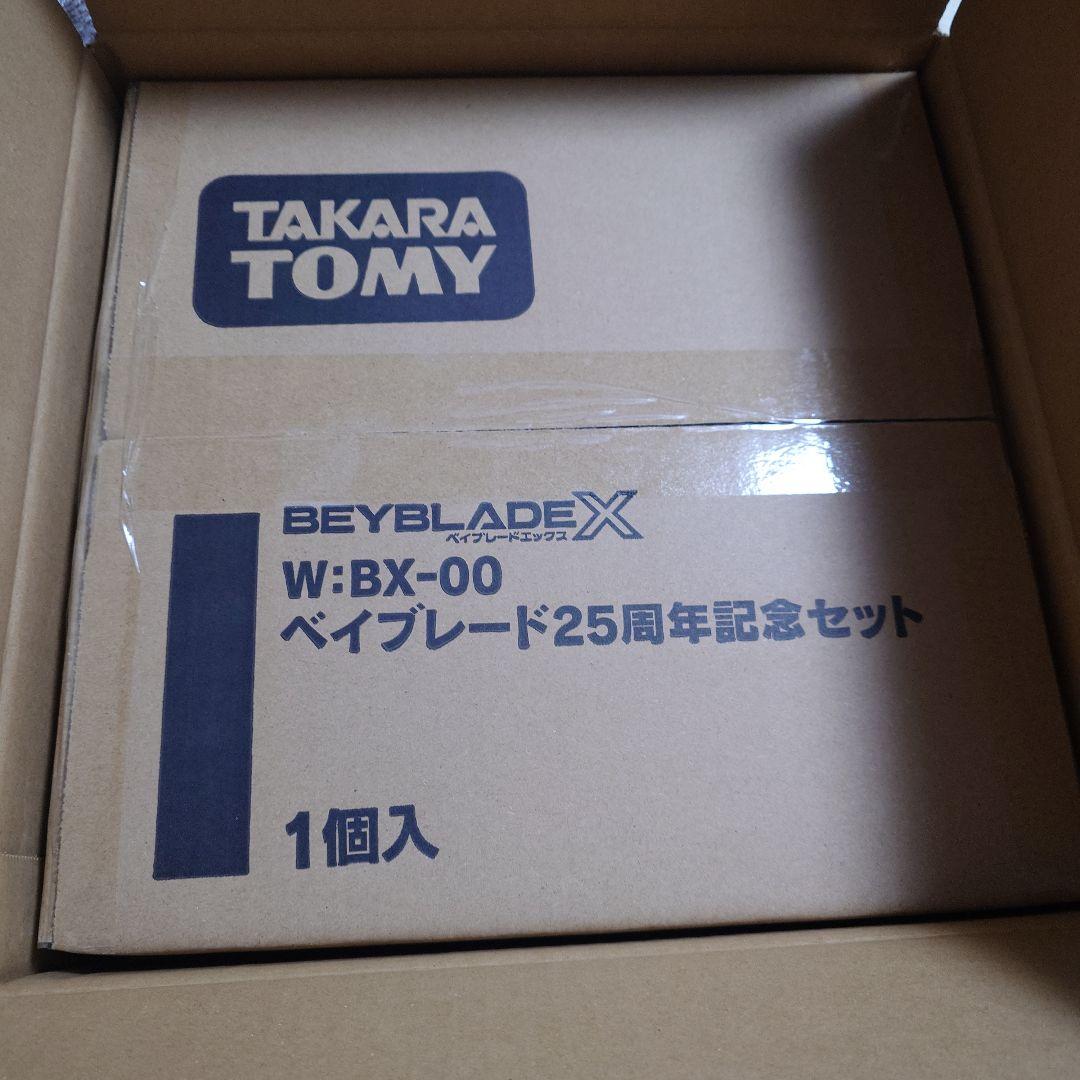 TAKARA
TOMY
BEYBLADE X
ベイブレードエックス
W:BX-00
ベイブレード25周年記念セット
1個入